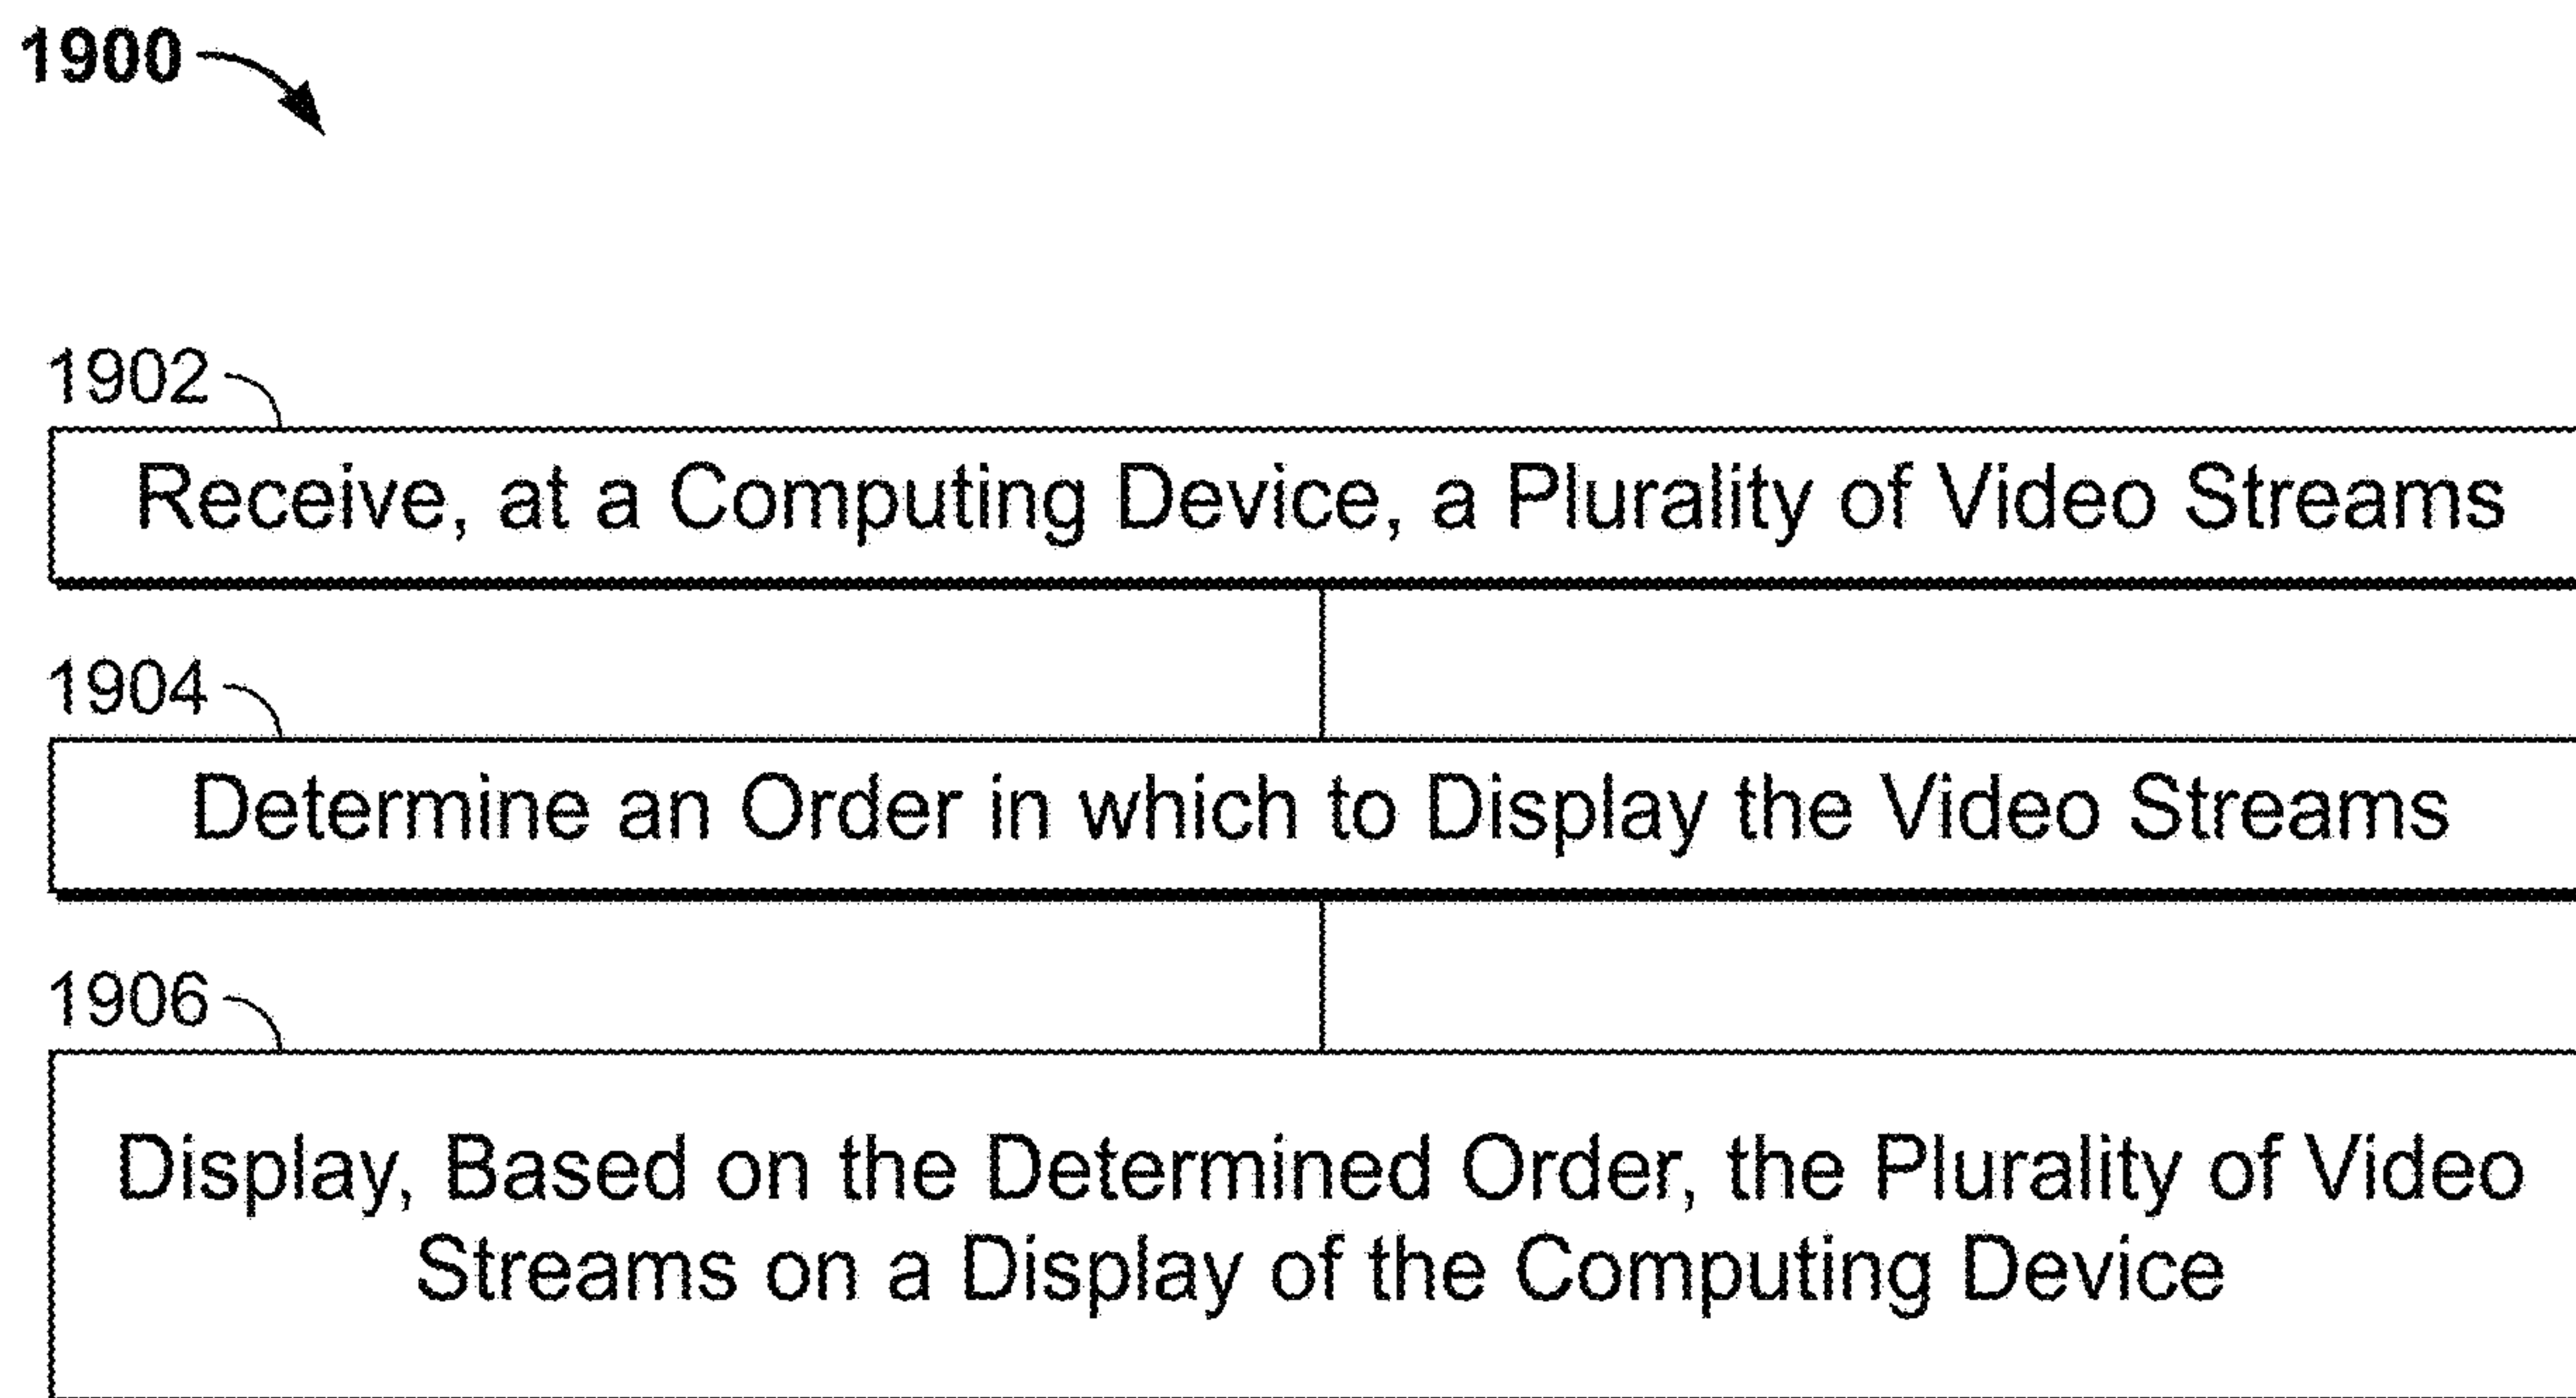 1900
1902
Receive, at a Computing Device, a Plurality of Video Streams
1904
Determine an Order in which to Display the Video Streams
1906
Display, Based on the Determined Order, the Plurality of Video
Streams on a Display of the Computing Device